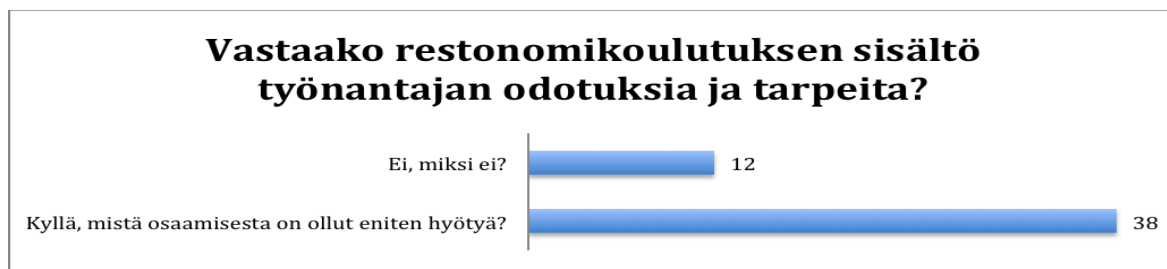 Vastaako restonomikoulutuksen sisältö
työnantajan odotuksia ja tarpeita?
Ei, miksi ei? 12
Kyllä, mistä osaamisesta on ollut eniten hyötyä? 38